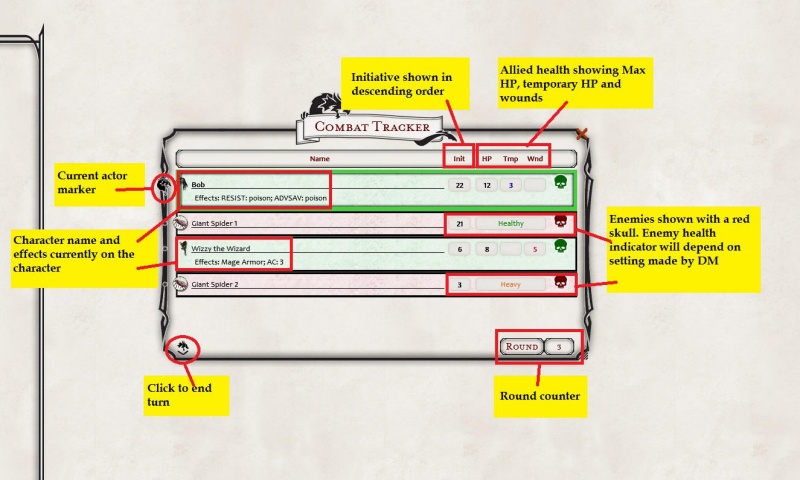 Initiative shown in
descending order
Allied health showing Max
HP, temporary HP and
wounds
COMBAT TRACKER
Name Init HP Tmp Wnd
Current actor
marker
Bob 22 12 3
Effects: RESIST: poison; ADVSAV: poison
Giant Spider 1 21 Healthy
Character name and
effects currently on the
character
Enemies shown with a red
skull. Enemy health
indicator will depend on
setting made by DM
Wizzy the Wizard 6 8 5
Effects: Mage Armor; AC: 3
Giant Spider 2 3 Heavy
ROUND 3
Click to end
turn
Round counter